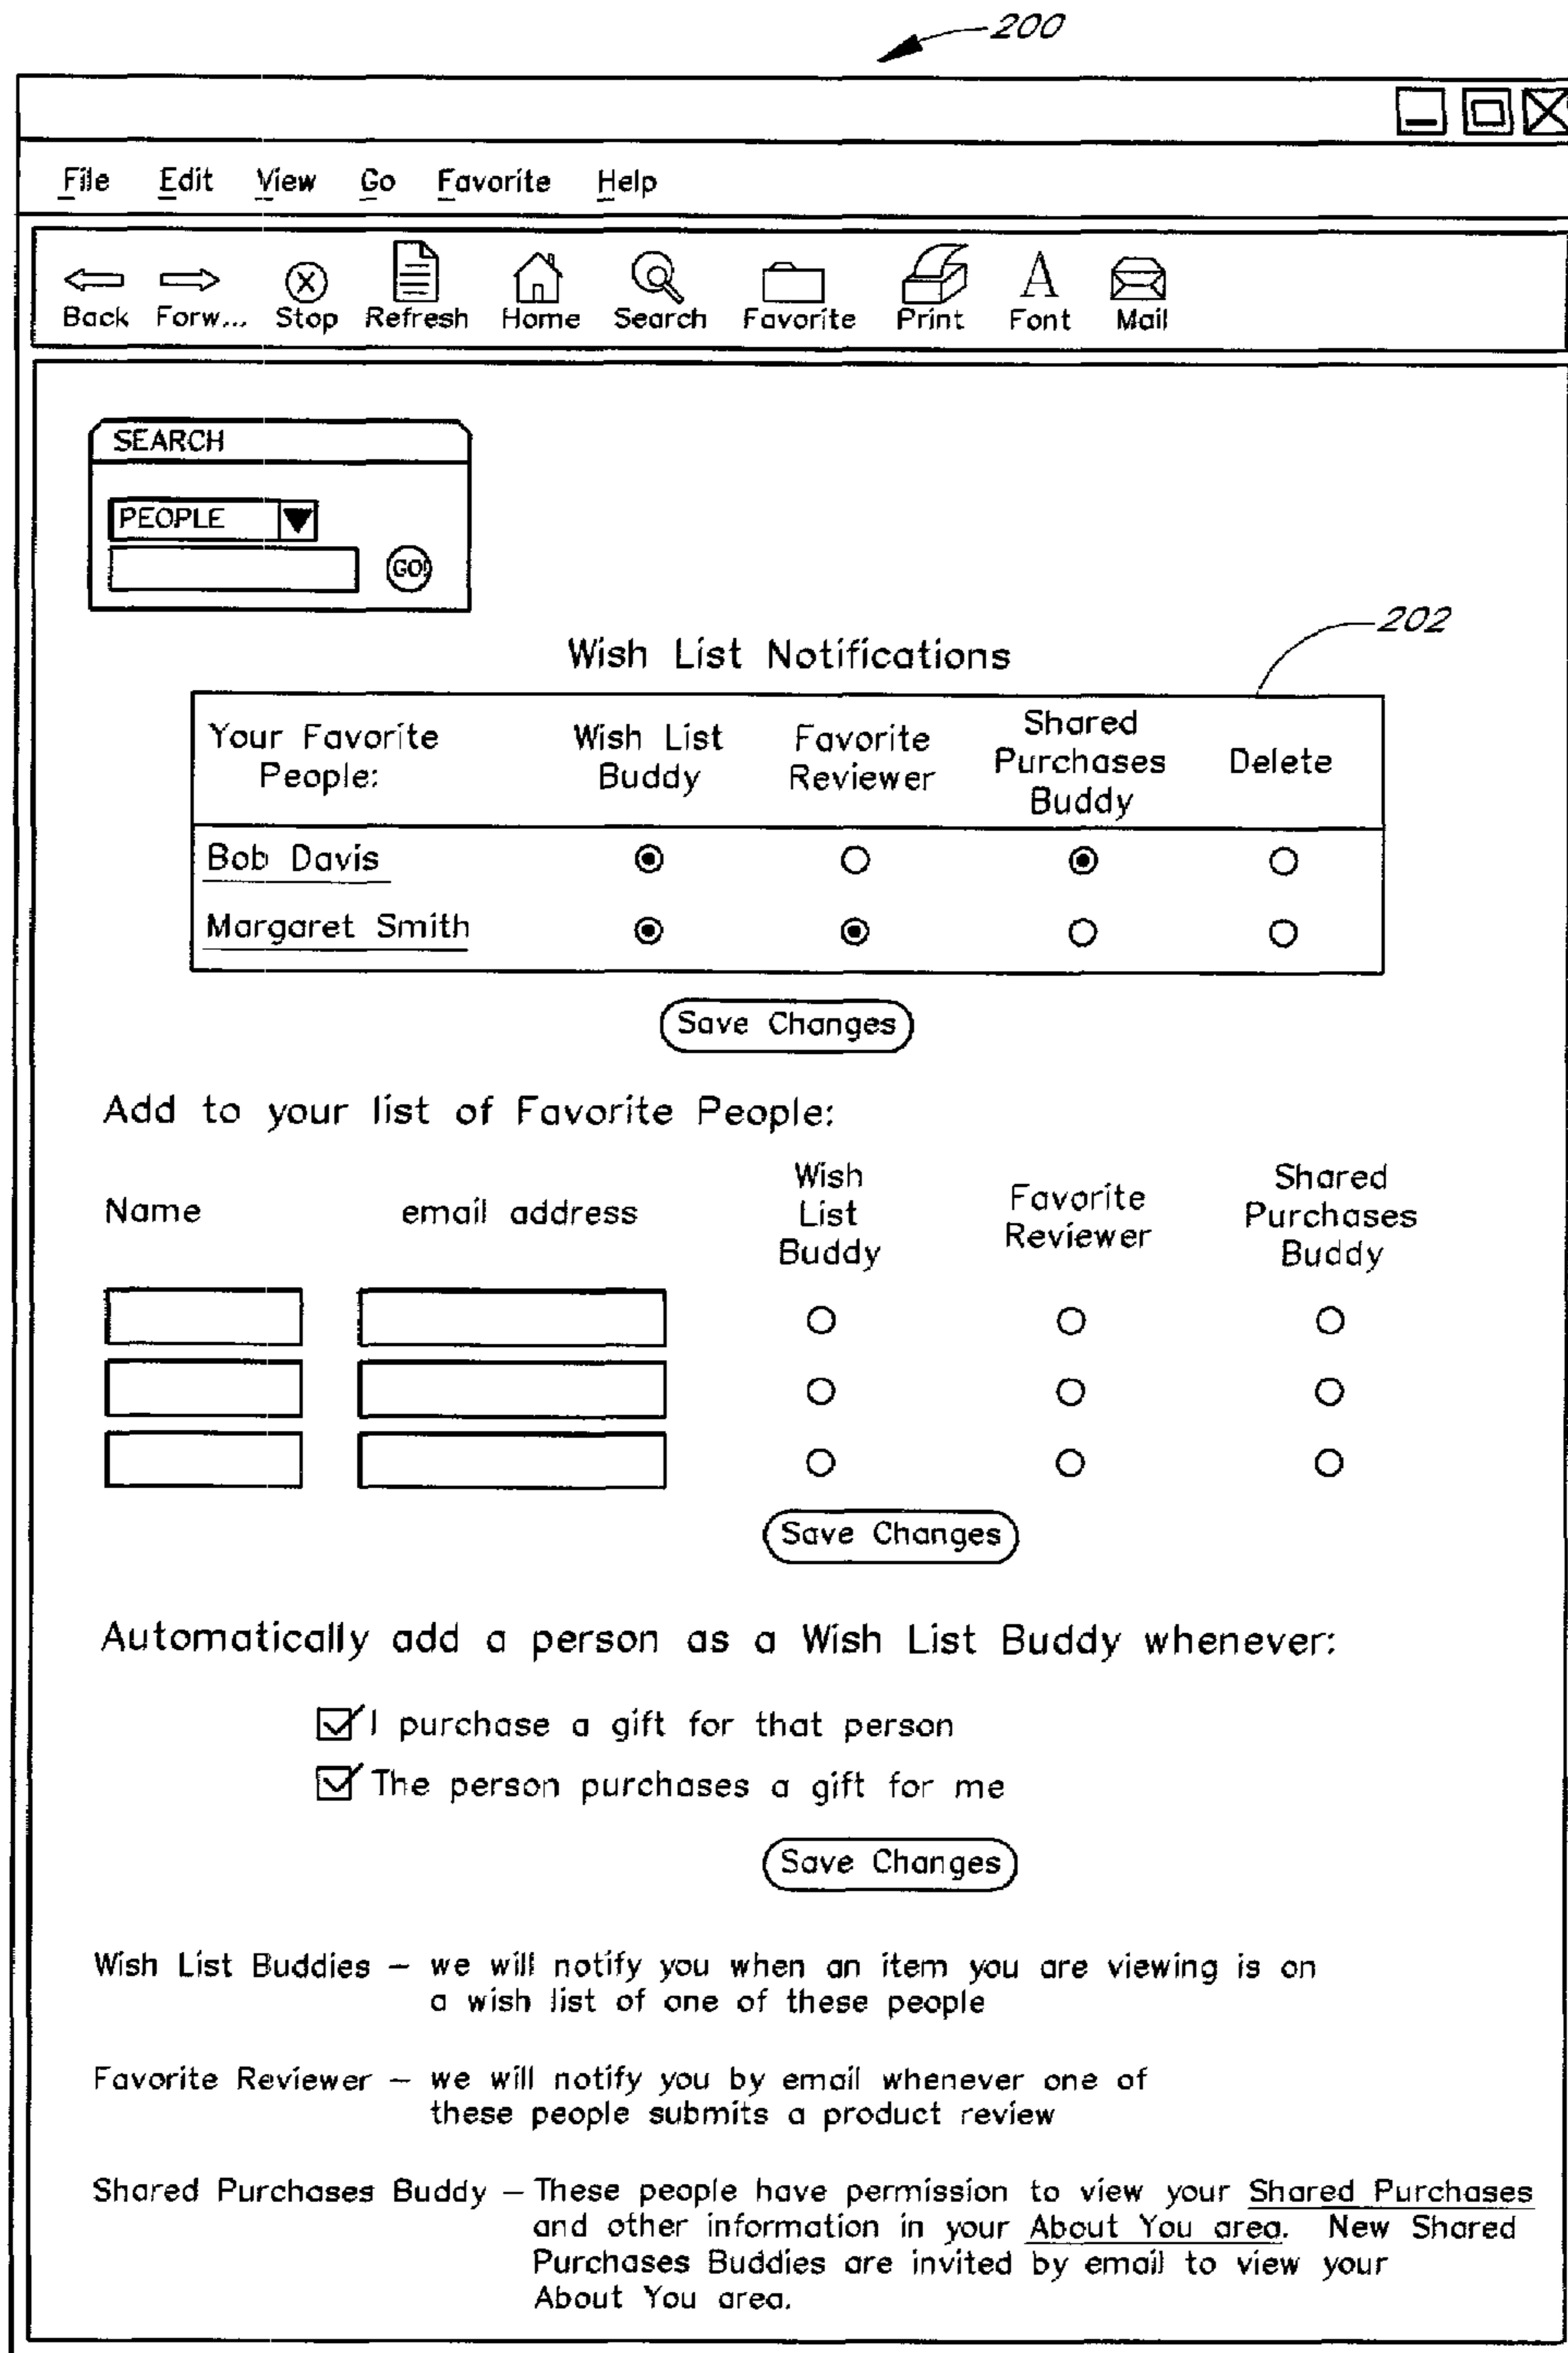 200
File Edit View Go Favorite Help
Back Forw... Stop Refresh Home Search Favorite Print Font Mail
SEARCH
PEOPLE
GO!
202
Wish List Notifications
Your Favorite People:
Wish List Buddy
Favorite Reviewer
Shared Purchases Buddy
Delete
Bob Davis
Margaret Smith
Save Changes
Add to your list of Favorite People:
Name
email address
Wish List Buddy
Favorite Reviewer
Shared Purchases Buddy
Save Changes
Automatically add a person as a Wish List Buddy whenever:
I purchase a gift for that person
The person purchases a gift for me
Save Changes
Wish List Buddies – we will notify you when an item you are viewing is on
a wish list of one of these people
Favorite Reviewer – we will notify you by email whenever one of
these people submits a product review
Shared Purchases Buddy – These people have permission to view your Shared Purchases
and other information in your About You area. New Shared
Purchases Buddies are invited by email to view your
About You area.